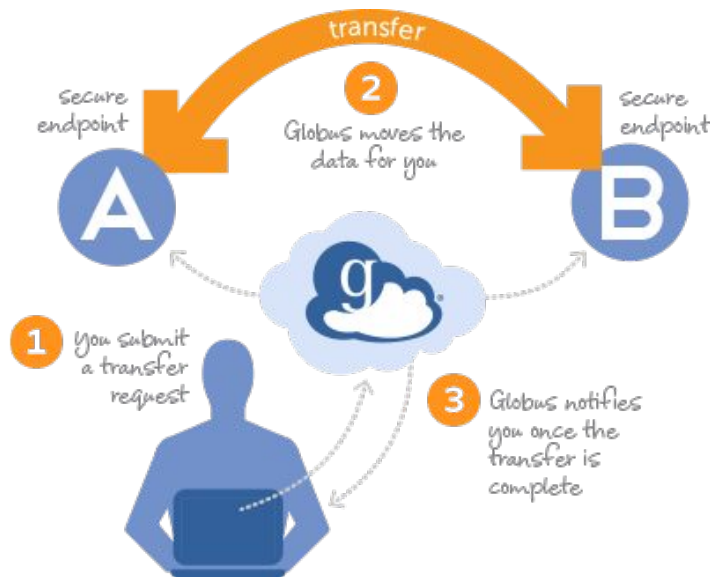 transfer
secure
endpoint
2
secure
endpoint
Globus moves the
data for you
A
B
g
®
1
you submit
a transfer
request
3
Globus notifies
you once the
transfer is
complete